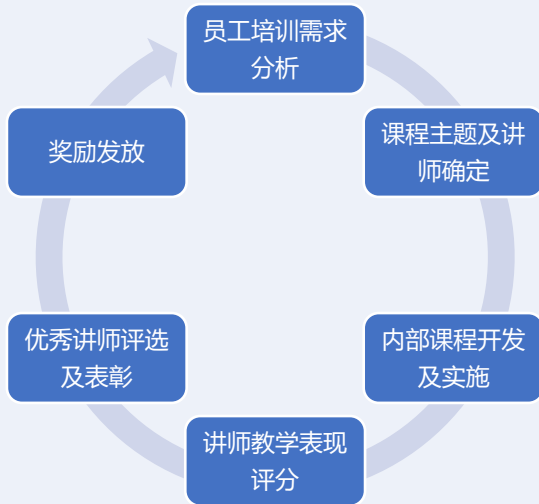 员工培训需求
分析
课程主题及讲
师确定
内部课程开发
及实施
讲师教学表现
评分
优秀讲师评选
及表彰
奖励发放